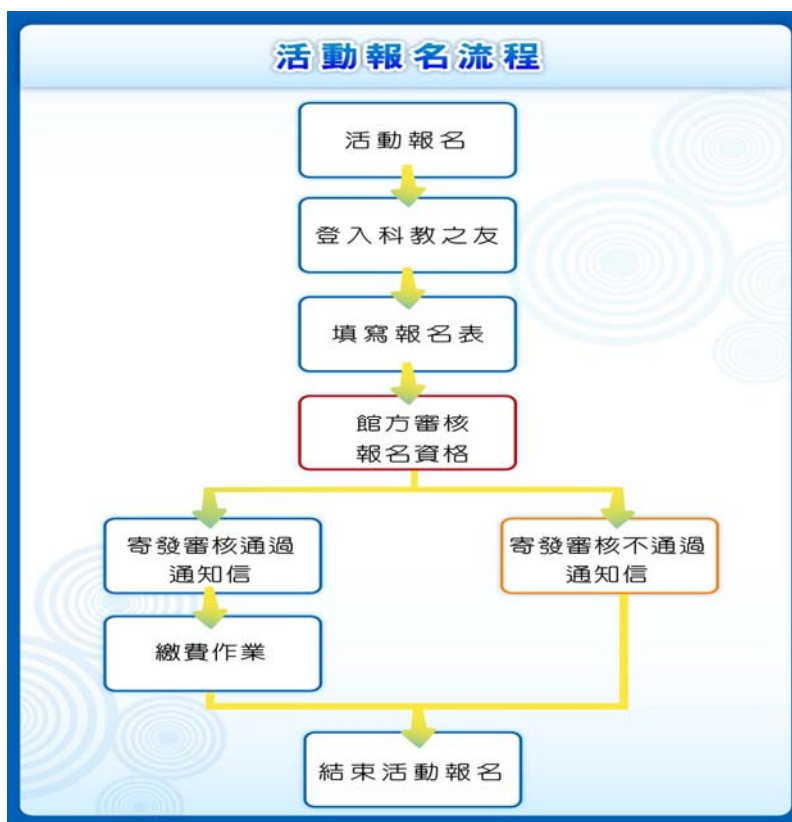 活動報名流程
活動報名
登入科教之友
填寫報名表
館方審核
報名資格
寄發審核通過
通知信
寄發審核不通過
通知信
繳費作業
結束活動報名